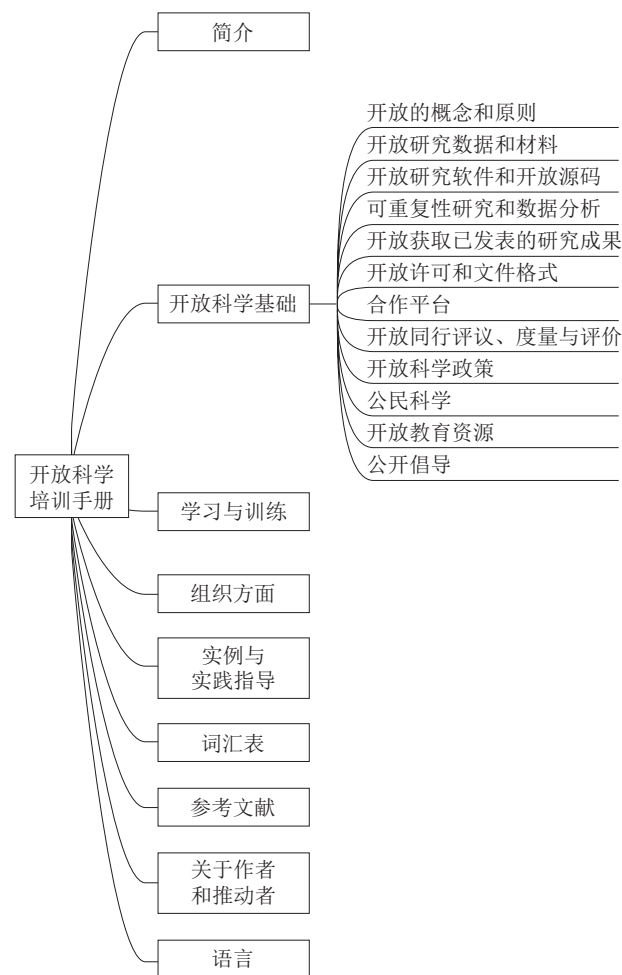 简介
开放的概念和原则
开放研究数据和材料
开放研究软件和开放源码
可重复性研究和数据分析
开放获取已发表的研究成果
开放许可和文件格式
开放科学基础
合作平台
开放同行评议、度量与评价
开放科学政策
公民科学
开放教育资源
公开倡导
开放科学
培训手册
学习与训练
组织方面
实例与
实践指导
词汇表
参考文献
关于作者
和推动者
语言